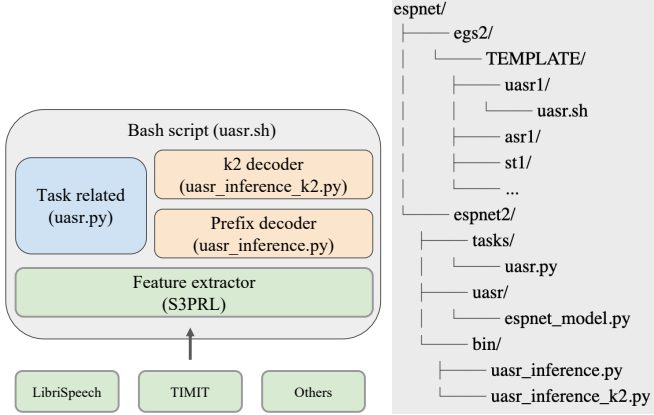 Bash script (uasr.sh)
Task related
(uasr.py)
k2 decoder
(uasr_inference_k2.py)
Prefix decoder
(uasr_inference.py)
Feature extractor
(S3PRL)
LibriSpeech
TIMIT
Others
espnet/
egs2/
TEMPLATE/
uasr1/
uasr.sh
asr1/
st1/
...
espnet2/
tasks/
uasr.py
uasr/
espnet_model.py
bin/
uasr_inference.py
uasr_inference_k2.py